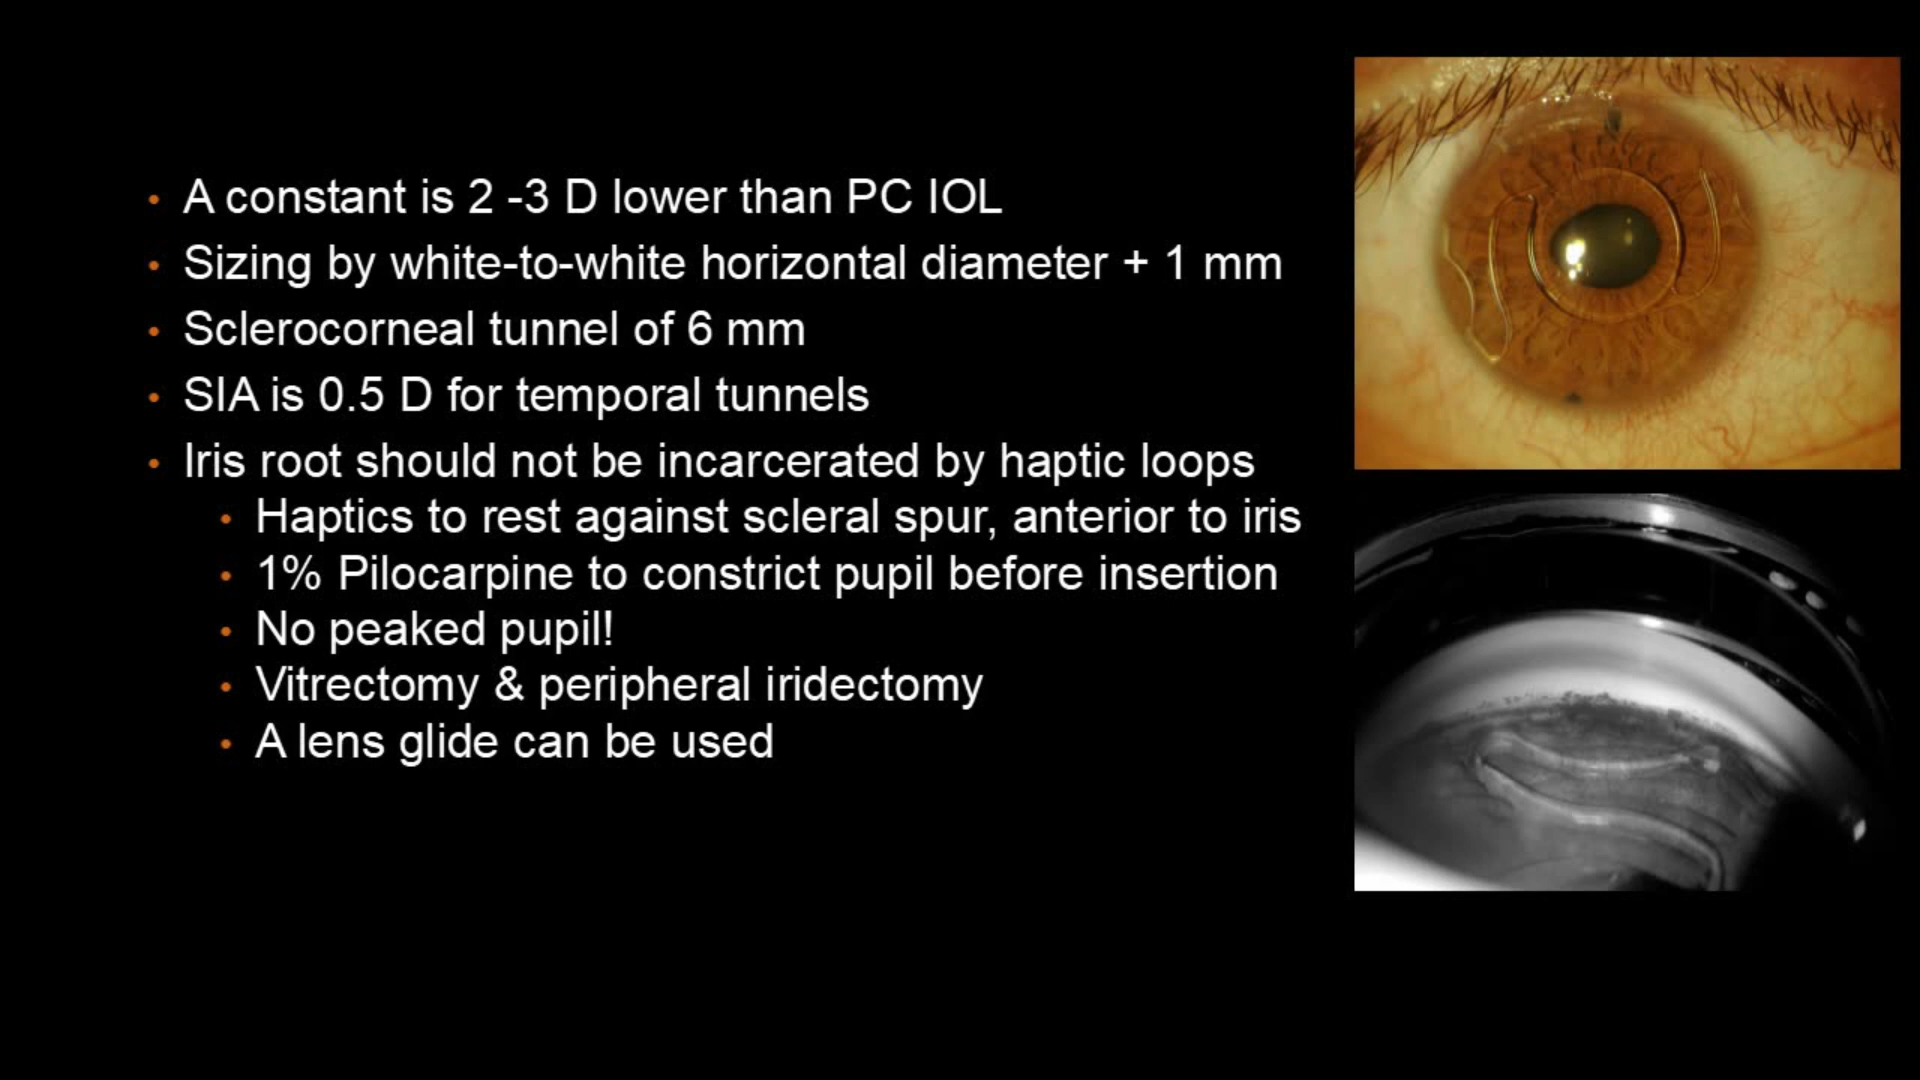 A constant is 2 -3 D lower than PC IOL
Sizing by white-to-white horizontal diameter + 1 mm
Sclerocorneal tunnel of 6 mm
SIA is 0.5 D for temporal tunnels
Iris root should not be incarcerated by haptic loops
Haptics to rest against scleral spur, anterior to iris
1% Pilocarpine to constrict pupil before insertion
No peaked pupil!
Vitrectomy & peripheral iridectomy
A lens glide can be used